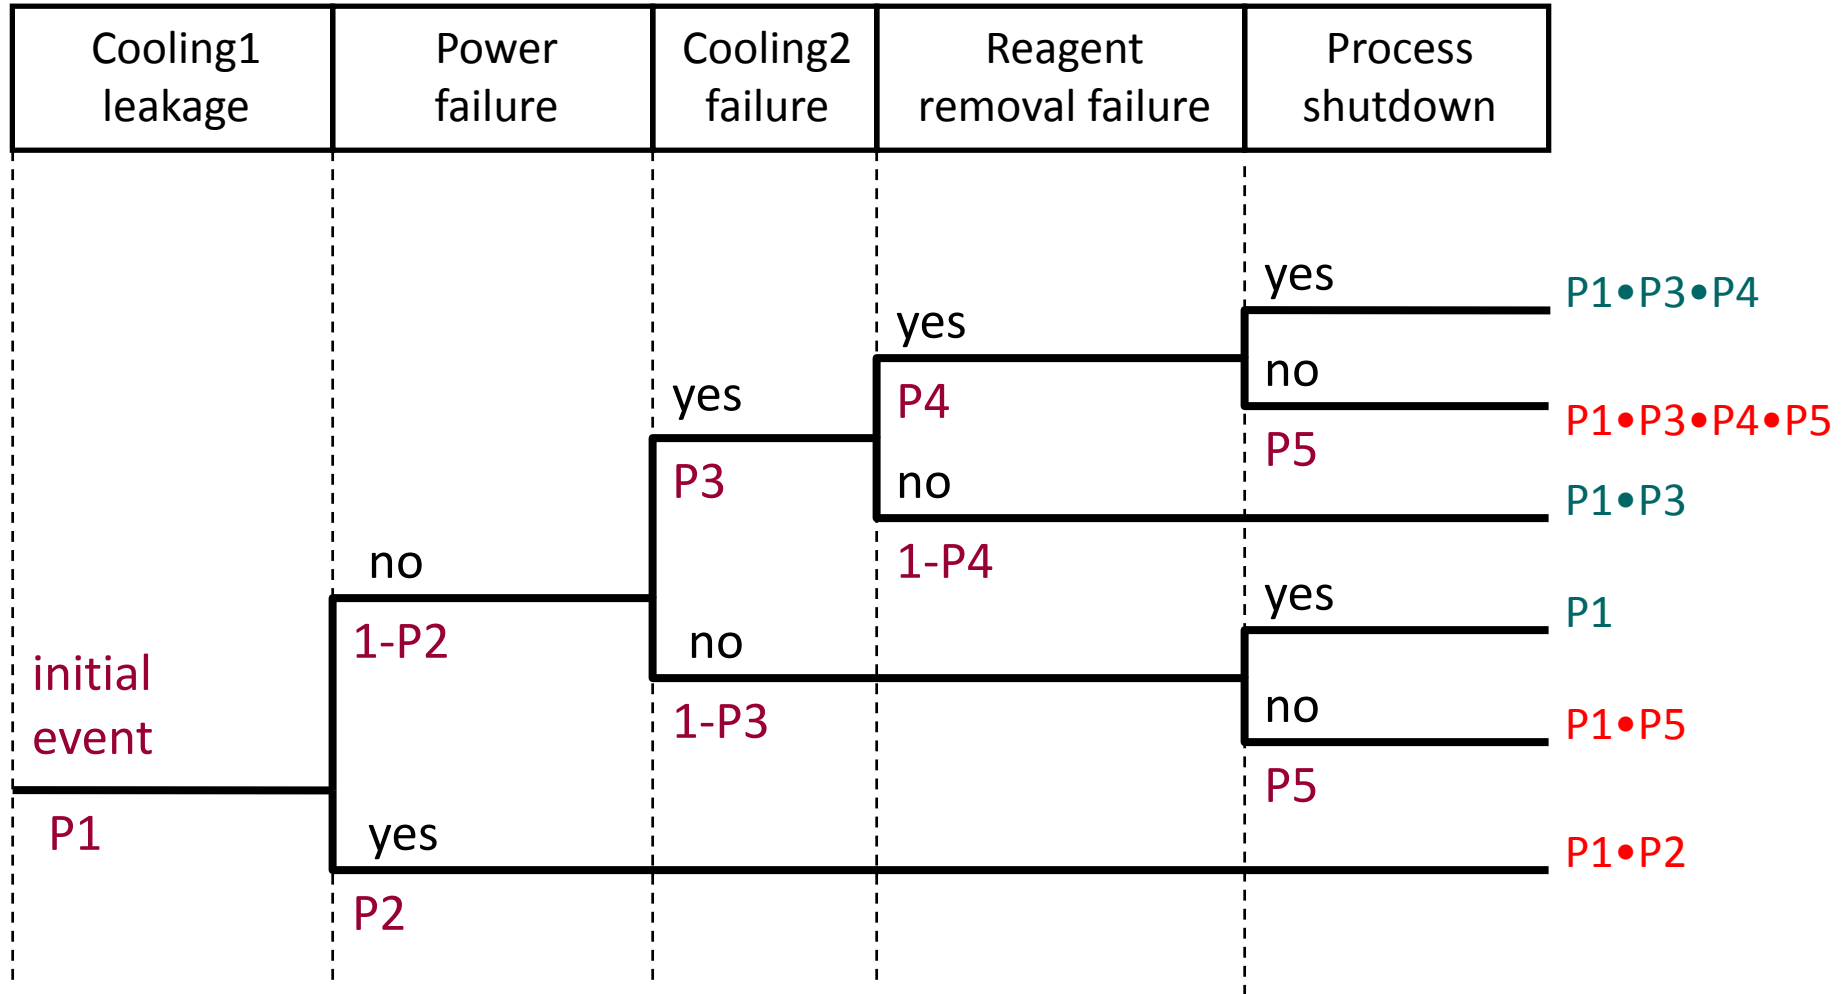 Cooling1
leakage
Power
failure
Cooling2
failure
Reagent
removal failure
Process
shutdown
yes
P1•P3•P4
yes
no
P1•P3•P4•P5
yes
P4
P5
P3
no
P1•P3
no
1-P4
yes
P1
1-P2
no
initial
event
1-P3
no
P1•P5
P5
P1
yes
P1•P2
P2